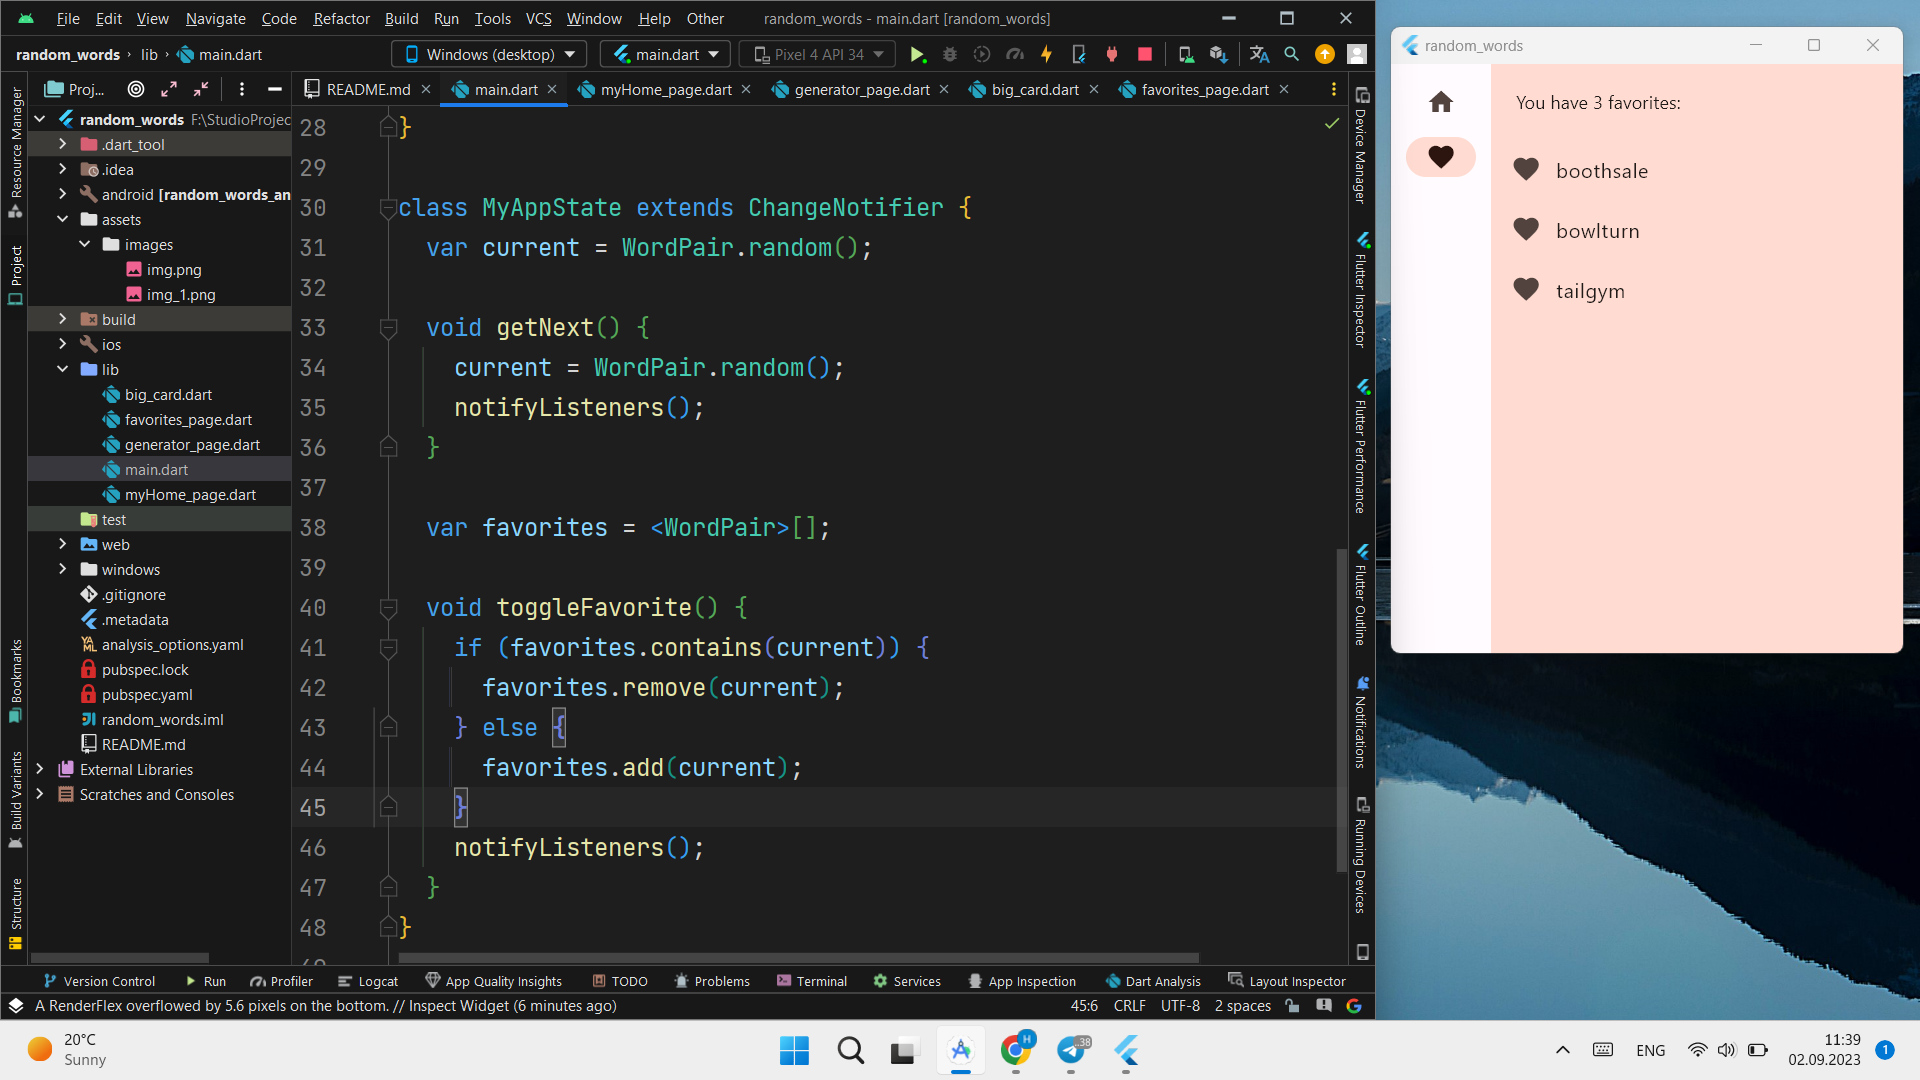 File Edit View Navigate Code Refactor Build Run Tools VCS Window Help Other random_words - main.dart [random_words]
random_words lib main.dart Windows (desktop) main.dart Pixel 4 API 34
Proj... README.md main.dart myHome_page.dart generator_page.dart big_card.dart favorites_page.dart
Resource Manager
Project
Bookmarks
Build Variants
Structure
random_words F:\StudioProjec
.dart_tool
.idea
android [random_words_an
assets
images
img.png
img_1.png
build
ios
lib
big_card.dart
favorites_page.dart
generator_page.dart
main.dart
myHome_page.dart
test
web
windows
.gitignore
.metadata
analysis_options.yaml
pubspec.lock
pubspec.yaml
random_words.iml
README.md
External Libraries
Scratches and Consoles
28 }
29
30 class MyAppState extends ChangeNotifier {
31 var current = WordPair.random();
32
33 void getNext() {
34 current = WordPair.random();
35 notifyListeners();
36 }
37
38 var favorites = <WordPair>[];
39
40 void toggleFavorite() {
41 if (favorites.contains(current)) {
42 favorites.remove(current);
43 } else {
44 favorites.add(current);
45 }
46 notifyListeners();
47 }
48 }
Device Manager
Flutter Inspector
Flutter Performance
Flutter Outline
Notifications
Running Devices
Version Control Run Profiler Logcat App Quality Insights TODO Problems Terminal Services App Inspection Dart Analysis Layout Inspector
A RenderFlex overflowed by 5.6 pixels on the bottom. // Inspect Widget (6 minutes ago) 45:6 CRLF UTF-8 2 spaces
random_words
You have 3 favorites:
boothsale
bowlturn
tailgym
20°C
Sunny
H
..38
ENG
11:39
02.09.2023
1